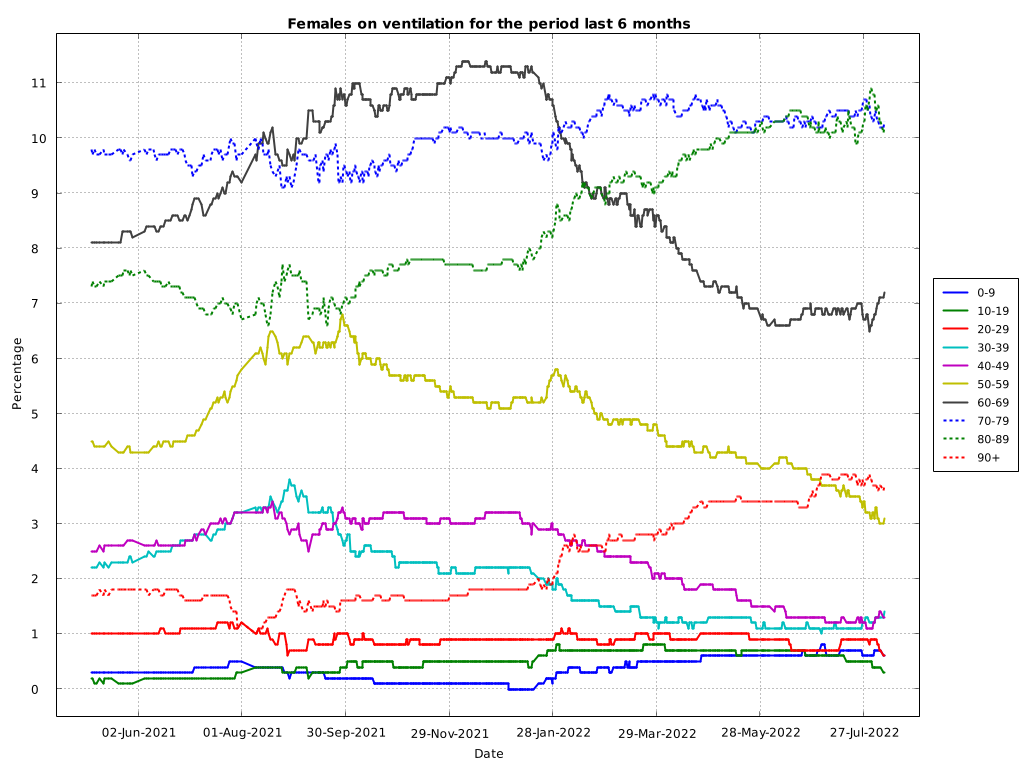 Females on ventilation for the period last 6 months
Percentage
11
10
9
8
7
6
5
4
3
2
1
0
02-Jun-2021
01-Aug-2021
30-Sep-2021
29-Nov-2021
28-Jan-2022
29-Mar-2022
28-May-2022
27-Jul-2022
Date
0-9
10-19
20-29
30-39
40-49
50-59
60-69
70-79
80-89
90+